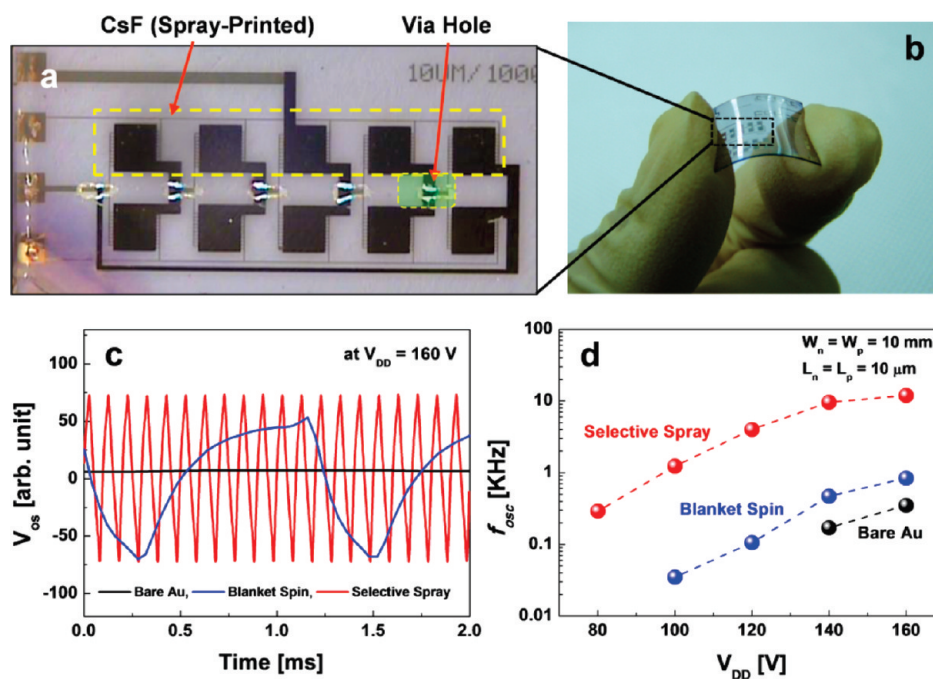 CsF (Spray-Printed)
Via Hole
a
10UM/1000
b
c
at V_DD = 160 V
V_os [arb. unit]
100
50
0
-50
-100
Bare Au, Blanket Spin, Selective Spray
0.0 0.5 1.0 1.5 2.0
Time [ms]
d
W_n = W_p = 10 mm
L_n = L_p = 10 μm
f_osc [KHz]
100
10
1
0.1
0.01
Selective Spray
Blanket Spin
Bare Au
80 100 120 140 160
V_DD [V]